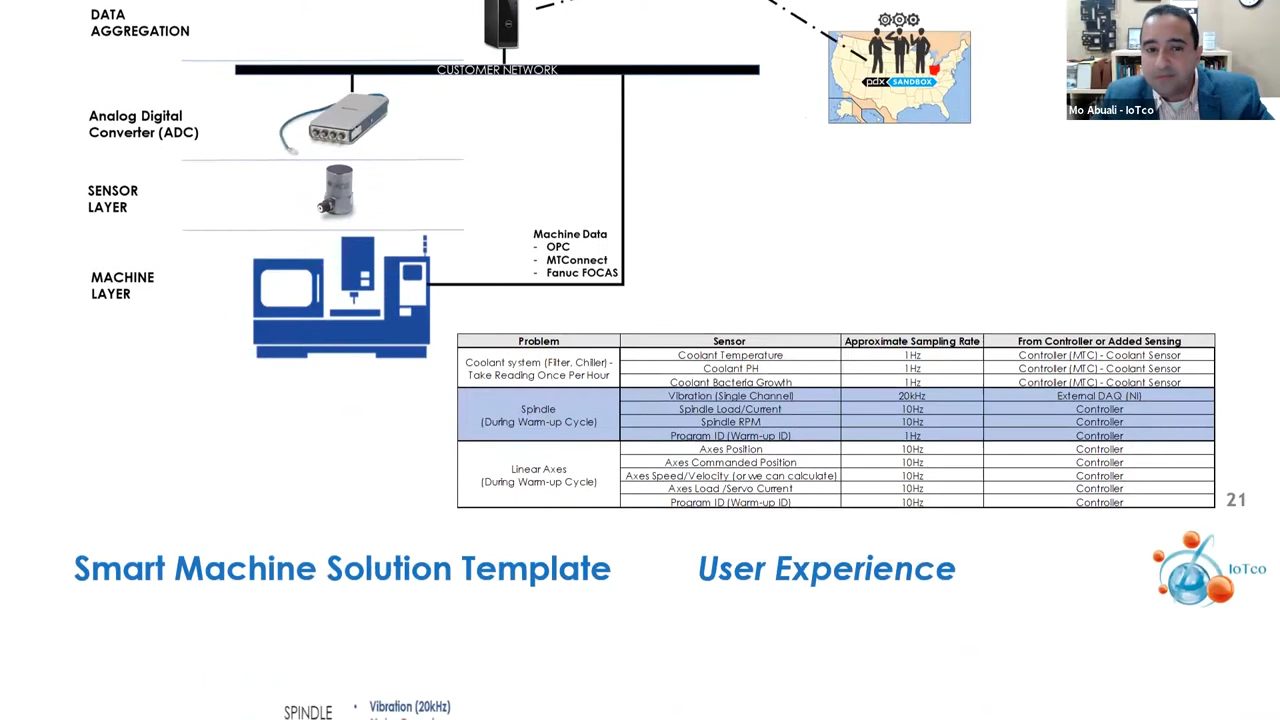 DATA
AGGREGATION
CUSTOMER NETWORK
pdx SANDBOX
Mo Abuali - IoTco
Analog Digital
Converter (ADC)
SENSOR
LAYER
Machine Data
- OPC
- MTConnect
- Fanuc FOCAS
MACHINE
LAYER
Problem Sensor Approximate Sampling Rate From Controller or Added Sensing
Coolant system (Filter, Chiller) -
Take Reading Once Per Hour
Coolant Temperature 1Hz Controller (MTC) - Coolant Sensor
Coolant PH 1Hz Controller (MTC) - Coolant Sensor
Coolant Bacteria Growth 1Hz Controller (MTC) - Coolant Sensor
Spindle
(During Warm-up Cycle)
Vibration (Single Channel) 20kHz External DAQ (NI)
Spindle Load/Current 10Hz Controller
Spindle RPM 10Hz Controller
Program ID (Warm-up ID) 1Hz Controller
Linear Axes
(During Warm-up Cycle)
Axes Position 10Hz Controller
Axes Commanded Position 10Hz Controller
Axes Speed/Velocity (or we can calculate) 10Hz Controller
Axes Load /Servo Current 10Hz Controller
Program ID (Warm-up ID) 10Hz Controller
21
Smart Machine Solution Template User Experience
IoTco
SPINDLE • Vibration (20kHz)